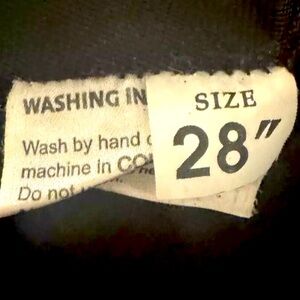 WASHING IN
Wash by hand
machine in CO
Do not
SIZE
28"